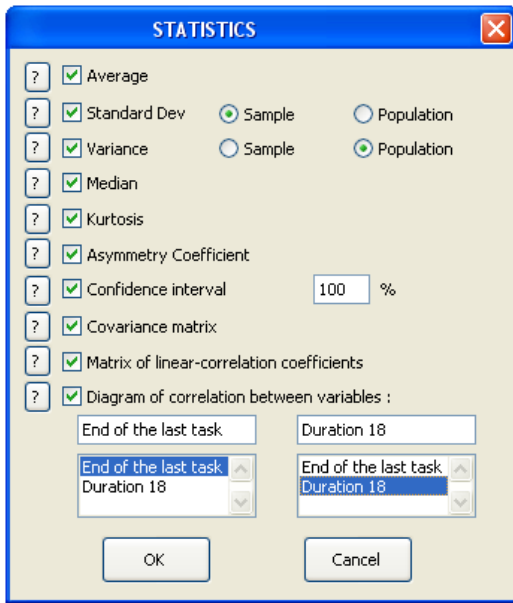 STATISTICS
? Average
? Standard Dev Sample Population
? Variance Sample Population
? Median
? Kurtosis
? Asymmetry Coefficient
? Confidence interval 100 %
? Covariance matrix
? Matrix of linear-correlation coefficients
? Diagram of correlation between variables :
End of the last task Duration 18
End of the last task End of the last task
Duration 18 Duration 18
OK Cancel